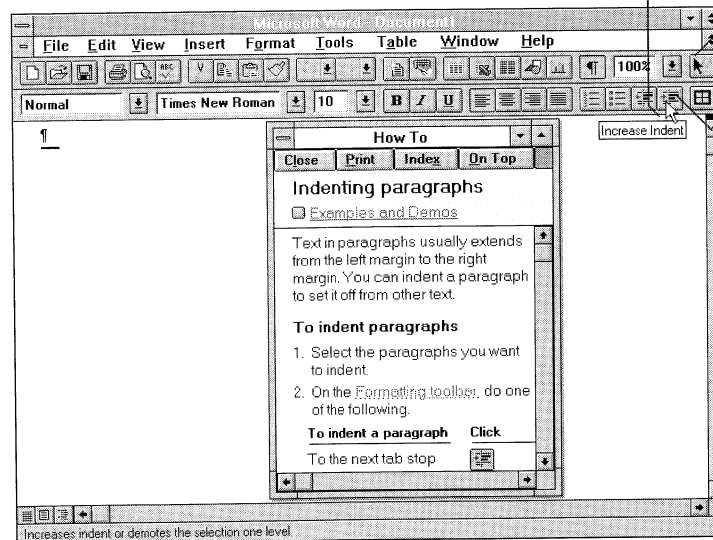 Microsoft Word - Document1
File Edit View Insert Format Tools Table Window Help
ABC ¶ 100%
Normal Times New Roman 10 B I U
Increase Indent
¶
How To
Close Print Index On Top
Indenting paragraphs
Examples and Demos
Text in paragraphs usually extends
from the left margin to the right
margin. You can indent a paragraph
to set it off from other text.
To indent paragraphs
1. Select the paragraphs you want
to indent.
2. On the Formatting toolbar, do one
of the following.
To indent a paragraph Click
To the next tab stop
Increases indent or demotes the selection one level